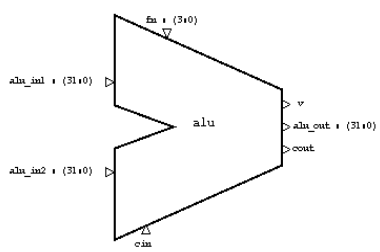 fn : (3:0)
alu_in1 : (31:0)
v
alu
alu_out : (31:0)
cout
alu_in2 : (31:0)
cin